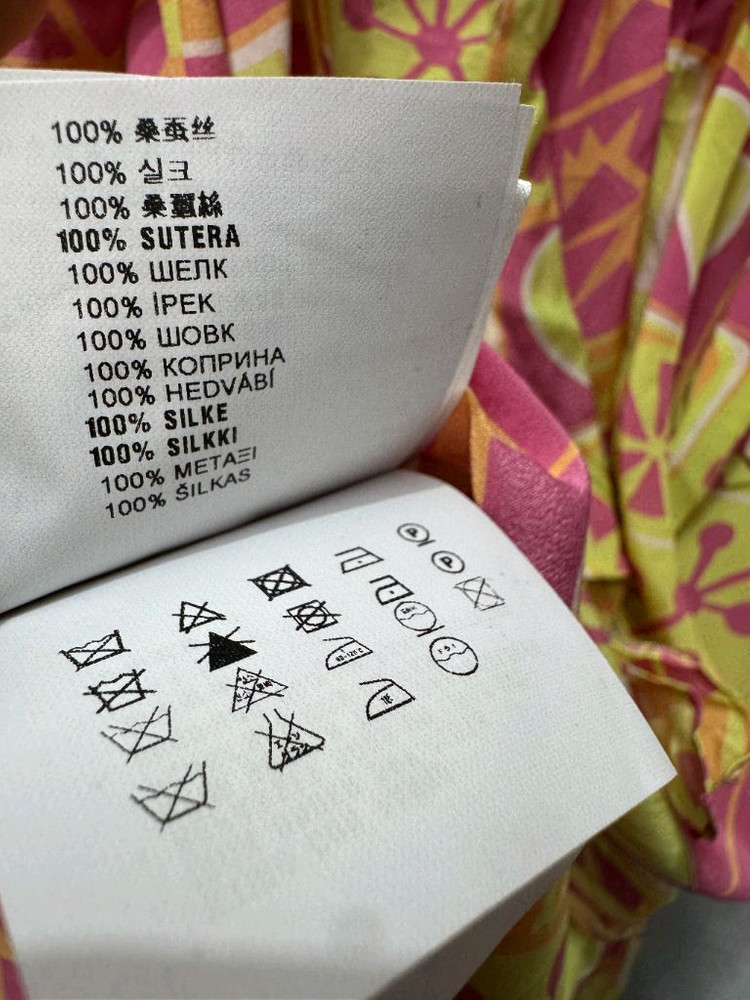 100% 桑蚕丝
100% 실크
100% 桑蠶絲
100% SUTERA
100% ШЕЛК
100% İPEK
100% ШОВК
100% КОПРИНА
100% HEDVÁBÍ
100% SILKE
100% SILKKI
100% ΜΕΤΑΞΙ
100% ŠILKAS
P
P